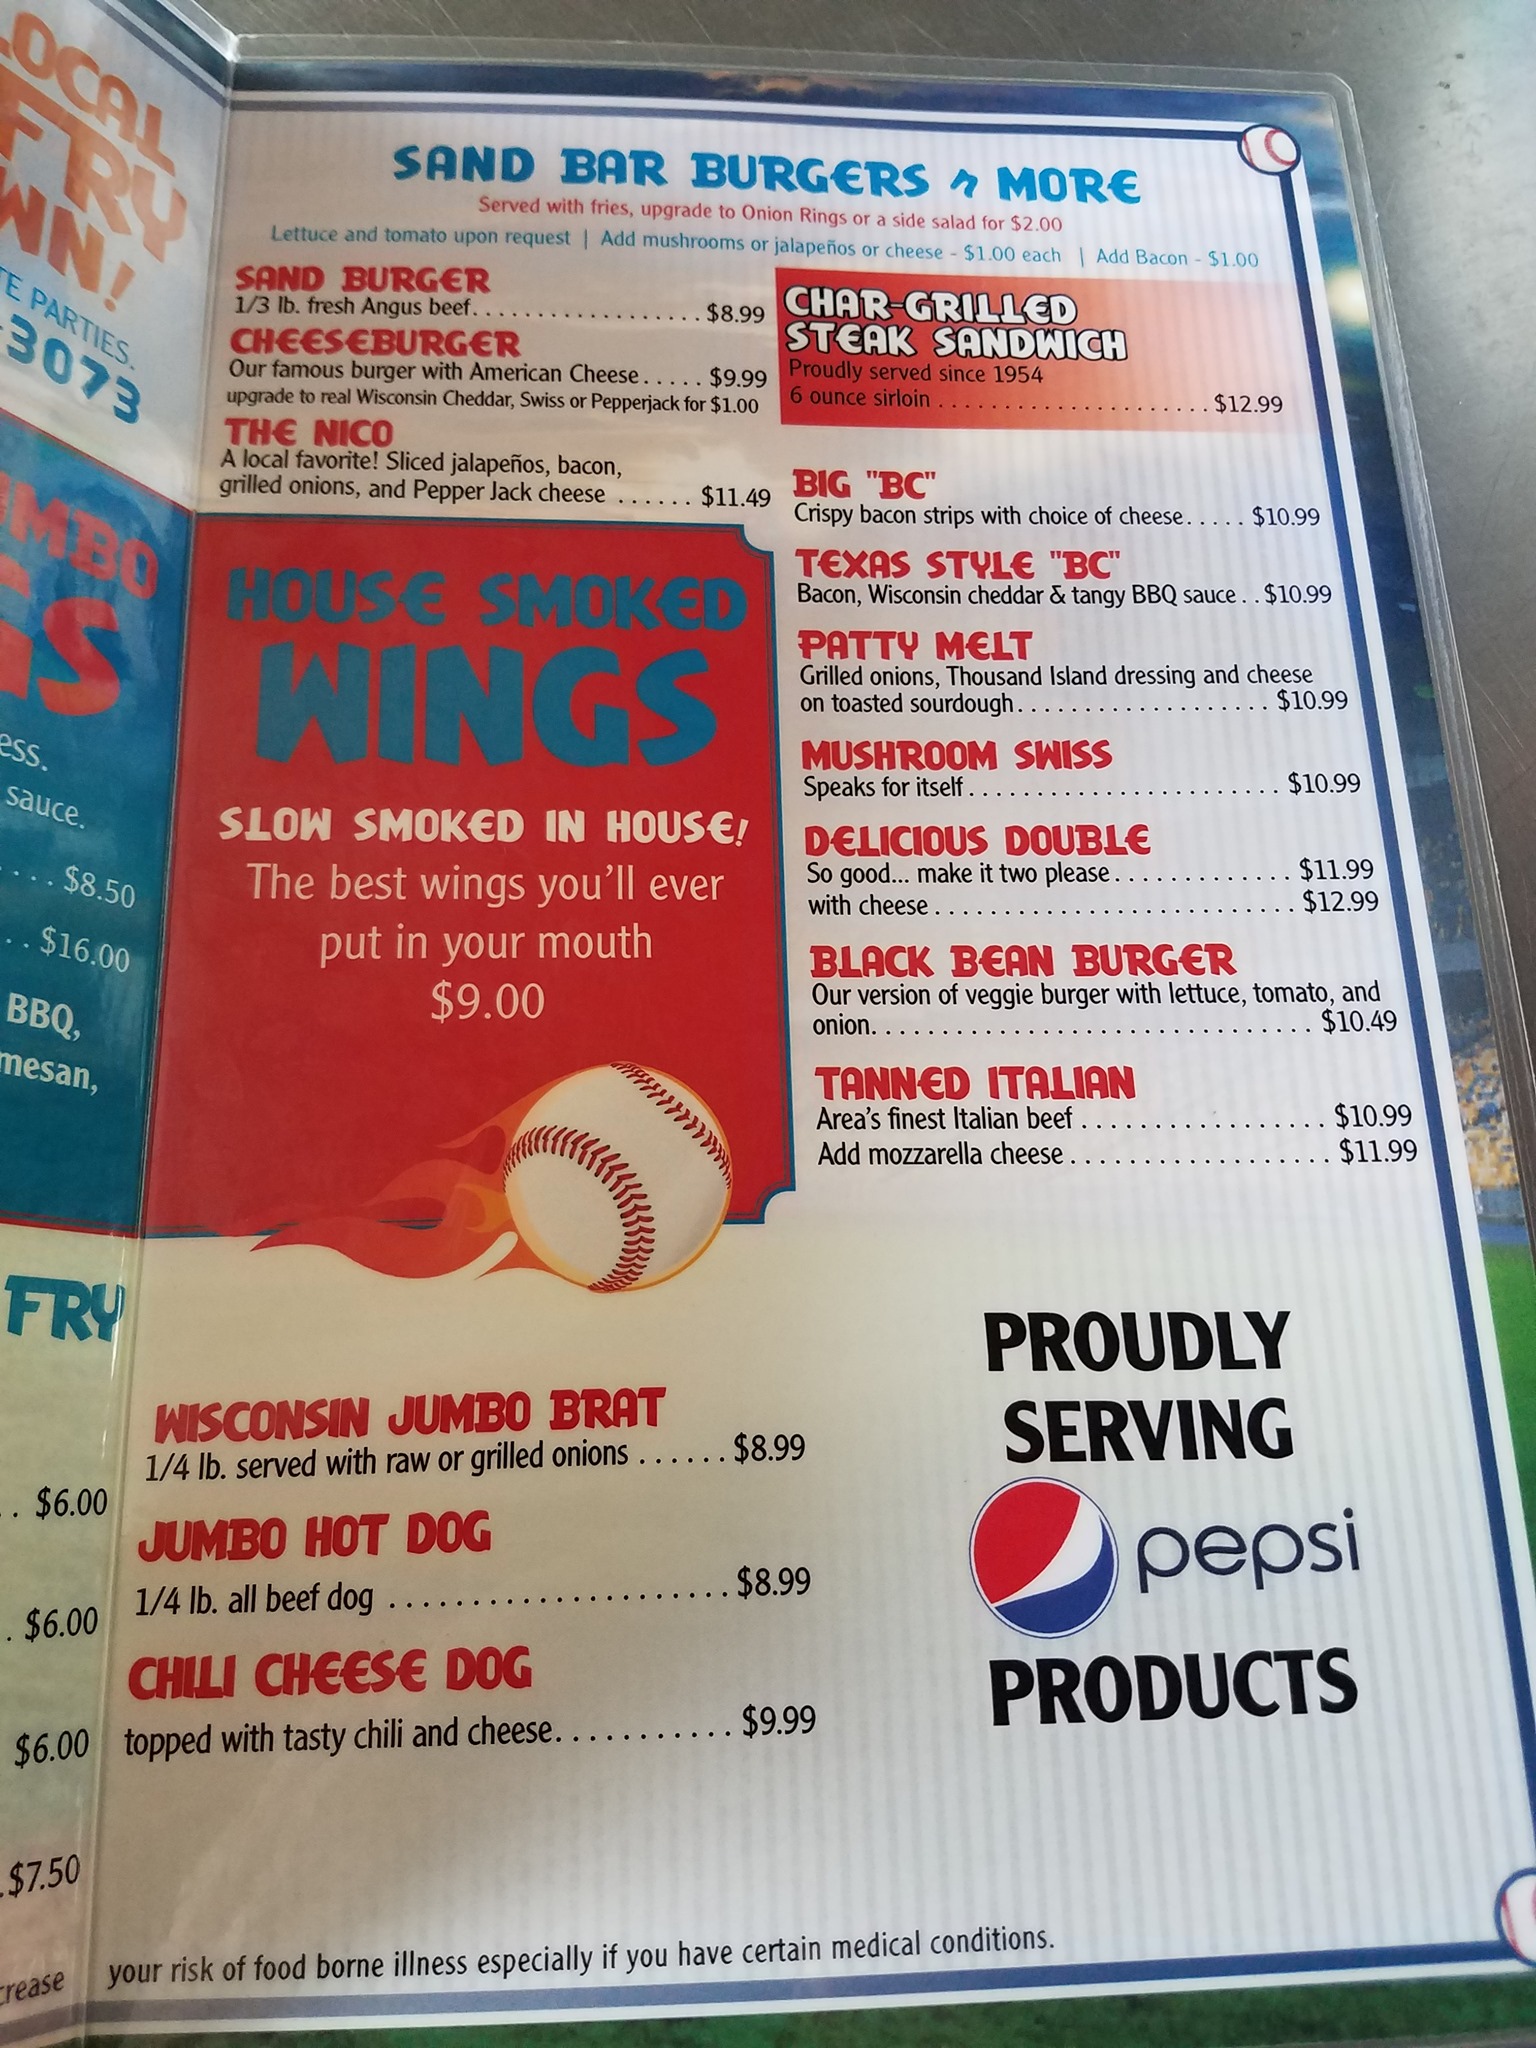 LOCAL
FRY
WN!
TE PARTIES.
3073
UMBO
GS
ess.
sauce.
.... $8.50
.. $16.00
BBQ,
mesan,
FRY
.. $6.00
. $6.00
$6.00
.$7.50
crease
SAND BAR BURGERS n MORE
Served with fries, upgrade to Onion Rings or a side salad for $2.00
Lettuce and tomato upon request | Add mushrooms or jalapeños or cheese - $1.00 each | Add Bacon - $1.00
SAND BURGER
1/3 lb. fresh Angus beef................. $8.99
CHEESEBURGER
Our famous burger with American Cheese..... $9.99
upgrade to real Wisconsin Cheddar, Swiss or Pepperjack for $1.00
THE NICO
A local favorite! Sliced jalapeños, bacon,
grilled onions, and Pepper Jack cheese ...... $11.49
HOUSE SMOKED
WINGS
SLOW SMOKED IN HOUSE!
The best wings you'll ever
put in your mouth
$9.00
WISCONSIN JUMBO BRAT
1/4 lb. served with raw or grilled onions ...... $8.99
JUMBO HOT DOG
1/4 lb. all beef dog ..................... $8.99
CHILI CHEESE DOG
topped with tasty chili and cheese........... $9.99
CHAR-GRILLED
STEAK SANDWICH
Proudly served since 1954
6 ounce sirloin .................... $12.99
BIG "BC"
Crispy bacon strips with choice of cheese..... $10.99
TEXAS STYLE "BC"
Bacon, Wisconsin cheddar & tangy BBQ sauce .. $10.99
PATTY MELT
Grilled onions, Thousand Island dressing and cheese
on toasted sourdough................... $10.99
MUSHROOM SWISS
Speaks for itself....................... $10.99
DELICIOUS DOUBLE
So good... make it two please............. $11.99
with cheese.......................... $12.99
BLACK BEAN BURGER
Our version of veggie burger with lettuce, tomato, and
onion................................ $10.49
TANNED ITALIAN
Area's finest Italian beef.................. $10.99
Add mozzarella cheese................... $11.99
PROUDLY
SERVING
pepsi
PRODUCTS
your risk of food borne illness especially if you have certain medical conditions.